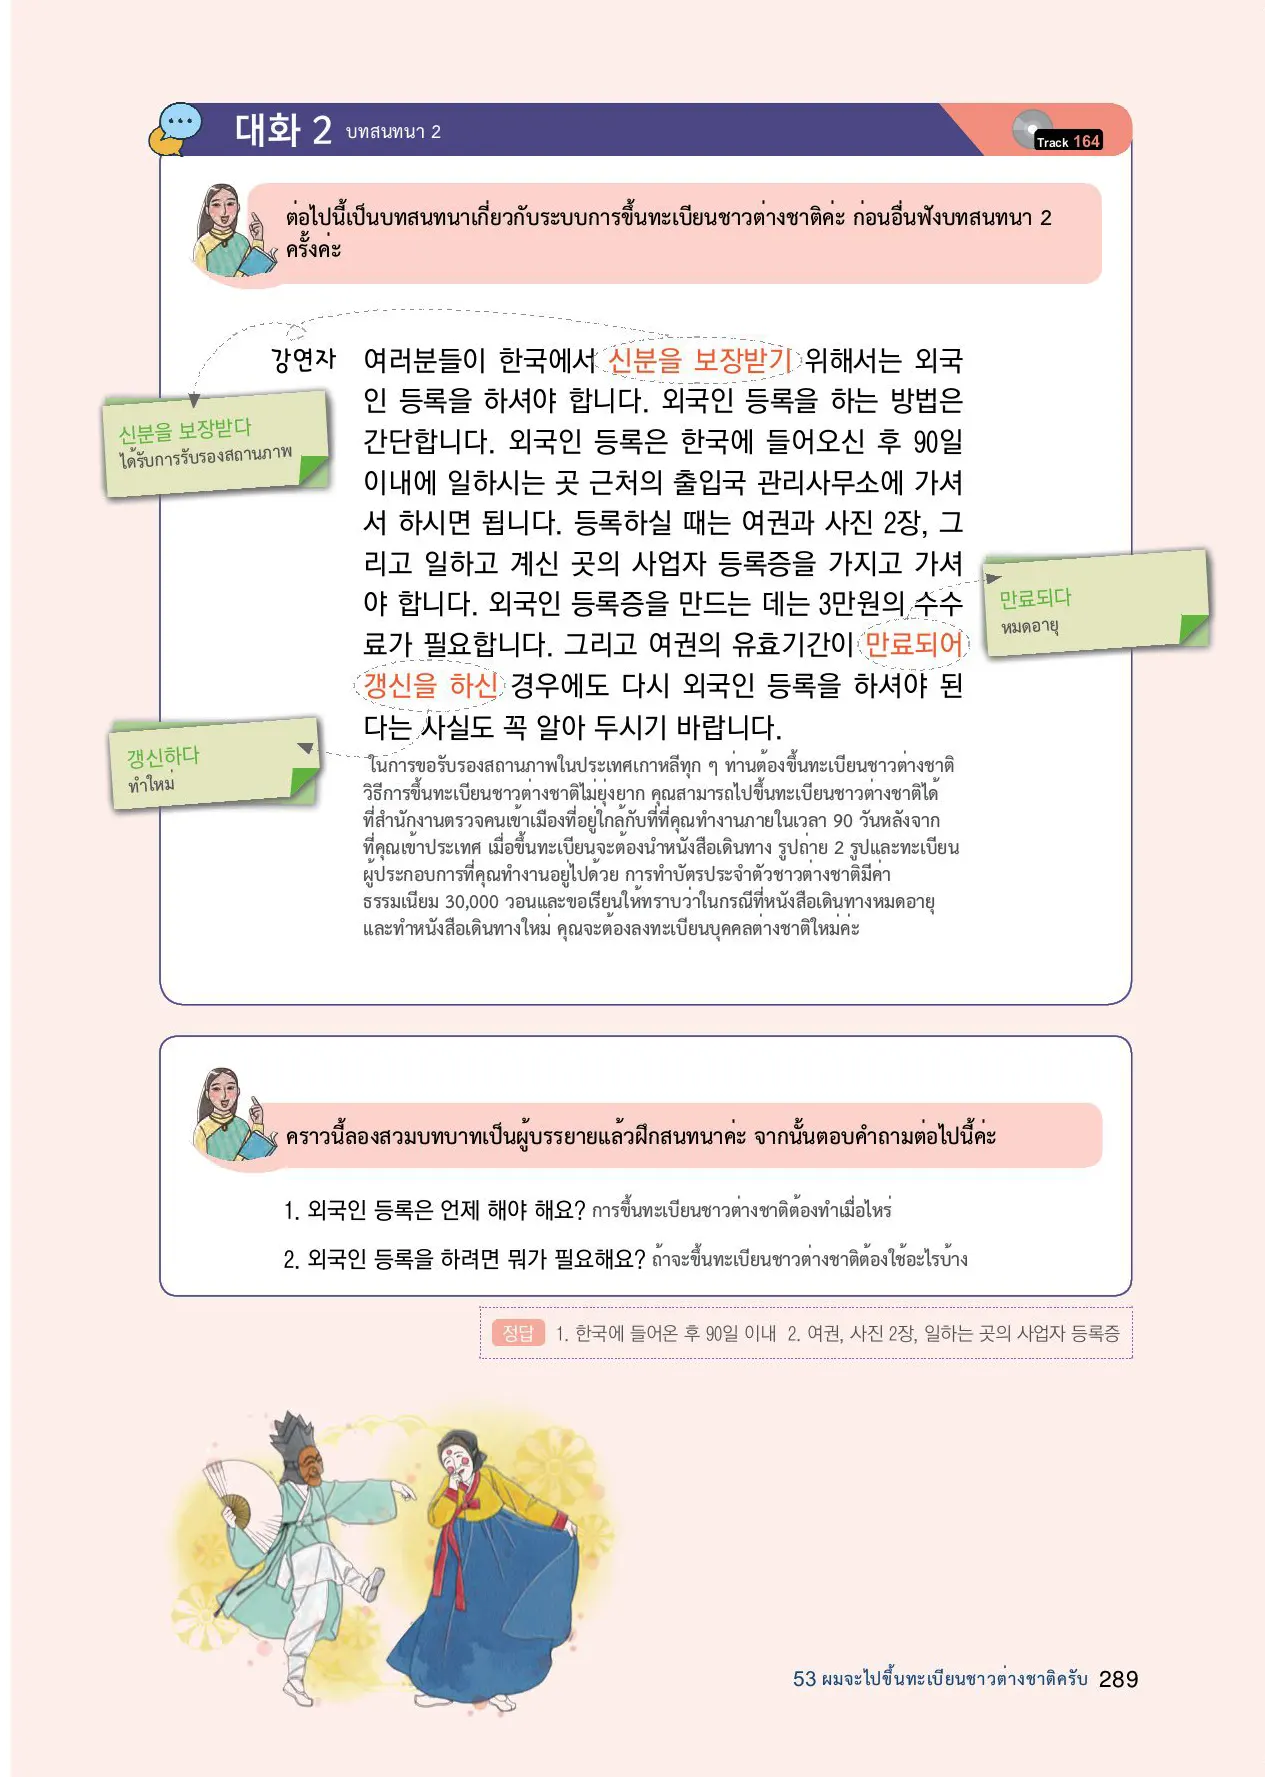 대화 2 บทสนทนา 2
Track 164
ต่อไปนี้เป็นบทสนทนาเกี่ยวกับระบบการขึ้นทะเบียนชาวต่างชาติค่ะ ก่อนอื่นฟังบทสนทนา 2
ครั้งค่ะ
강연자 여러분들이 한국에서 신분을 보장받기 위해서는 외국
인 등록을 하셔야 합니다. 외국인 등록을 하는 방법은
간단합니다. 외국인 등록은 한국에 들어오신 후 90일
이내에 일하시는 곳 근처의 출입국 관리사무소에 가셔
서 하시면 됩니다. 등록하실 때는 여권과 사진 2장, 그
리고 일하고 계신 곳의 사업자 등록증을 가지고 가셔
야 합니다. 외국인 등록증을 만드는 데는 3만원의 수수
료가 필요합니다. 그리고 여권의 유효기간이 만료되어
갱신을 하신 경우에도 다시 외국인 등록을 하셔야 된
다는 사실도 꼭 알아 두시기 바랍니다.
신분을 보장받다
ได้รับการรับรองสถานภาพ
만료되다
หมดอายุ
갱신하다
ทำใหม่
ในการขอรับรองสถานภาพในประเทศเกาหลีทุก ๆ ท่านต้องขึ้นทะเบียนชาวต่างชาติ
วิธีการขึ้นทะเบียนชาวต่างชาติไม่ยุ่งยาก คุณสามารถไปขึ้นทะเบียนชาวต่างชาติได้
ที่สำนักงานตรวจคนเข้าเมืองที่อยู่ใกล้กับที่ที่คุณทำงานภายในเวลา 90 วันหลังจาก
ที่คุณเข้าประเทศ เมื่อขึ้นทะเบียนจะต้องนำหนังสือเดินทาง รูปถ่าย 2 รูปและทะเบียน
ผู้ประกอบการที่คุณทำงานอยู่ไปด้วย การทำบัตรประจำตัวชาวต่างชาติมีค่า
ธรรมเนียม 30,000 วอนและขอเรียนให้ทราบว่าในกรณีที่หนังสือเดินทางหมดอายุ
และทำหนังสือเดินทางใหม่ คุณจะต้องลงทะเบียนบุคคลต่างชาติใหม่ค่ะ
คราวนี้ลองสวมบทบาทเป็นผู้บรรยายแล้วฝึกสนทนาค่ะ จากนั้นตอบคำถามต่อไปนี้ค่ะ
1. 외국인 등록은 언제 해야 해요? การขึ้นทะเบียนชาวต่างชาติต้องทำเมื่อไหร่
2. 외국인 등록을 하려면 뭐가 필요해요? ถ้าจะขึ้นทะเบียนชาวต่างชาติต้องใช้อะไรบ้าง
정답 1. 한국에 들어온 후 90일 이내 2. 여권, 사진 2장, 일하는 곳의 사업자 등록증
53 ผมจะไปขึ้นทะเบียนชาวต่างชาติครับ 289